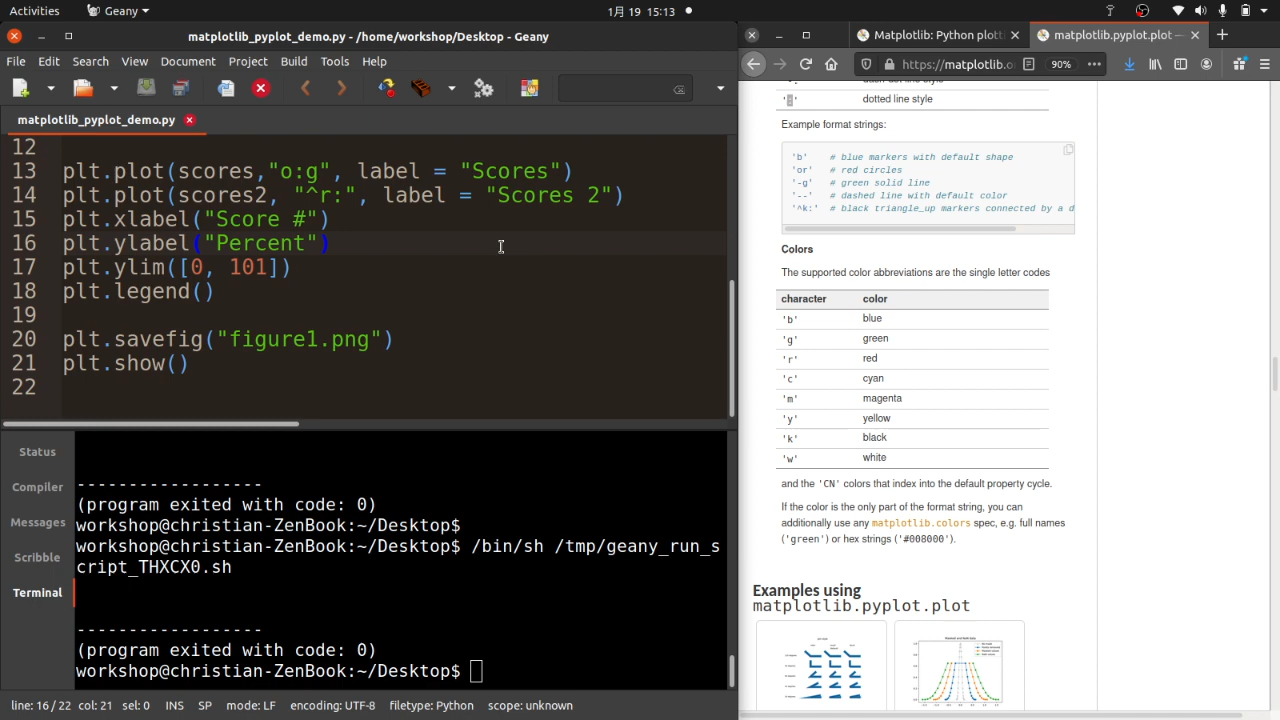 Activities
Geany
1月 19 15:13
matplotlib_pyplot_demo.py - /home/workshop/Desktop - Geany
File Edit Search View Document Project Build Tools Help
matplotlib_pyplot_demo.py
12
13 plt.plot(scores,"o:g", label = "Scores")
14 plt.plot(scores2, "^r:", label = "Scores 2")
15 plt.xlabel("Score #")
16 plt.ylabel("Percent")
17 plt.ylim([0, 101])
18 plt.legend()
19
20 plt.savefig("figure1.png")
21 plt.show()
22
Status
Compiler
Messages
Scribble
Terminal
------------------
(program exited with code: 0)
workshop@christian-ZenBook:~/Desktop$
workshop@christian-ZenBook:~/Desktop$ /bin/sh /tmp/geany_run_s
cript_THXCX0.sh
------------------
(program exited with code: 0)
workshop@christian-ZenBook:~/Desktop$
line: 16 / 22
INS
SP
encoding: UTF-8
filetype: Python
scope: unknown
Matplotlib: Python plotti
matplotlib.pyplot.plot —
https://matplotlib.o
90%
dotted line style
Example format strings:
'b' # blue markers with default shape
'or' # red circles
'-g' # green solid line
'--' # dashed line with default color
'^k:' # black triangle_up markers connected by a d
Colors
The supported color abbreviations are the single letter codes
character color
'b' blue
'g' green
'r' red
'c' cyan
'm' magenta
'y' yellow
'k' black
'w' white
and the 'CN' colors that index into the default property cycle.
If the color is the only part of the format string, you can
additionally use any matplotlib.colors spec, e.g. full names
('green') or hex strings ('#008000').
Examples using
matplotlib.pyplot.plot